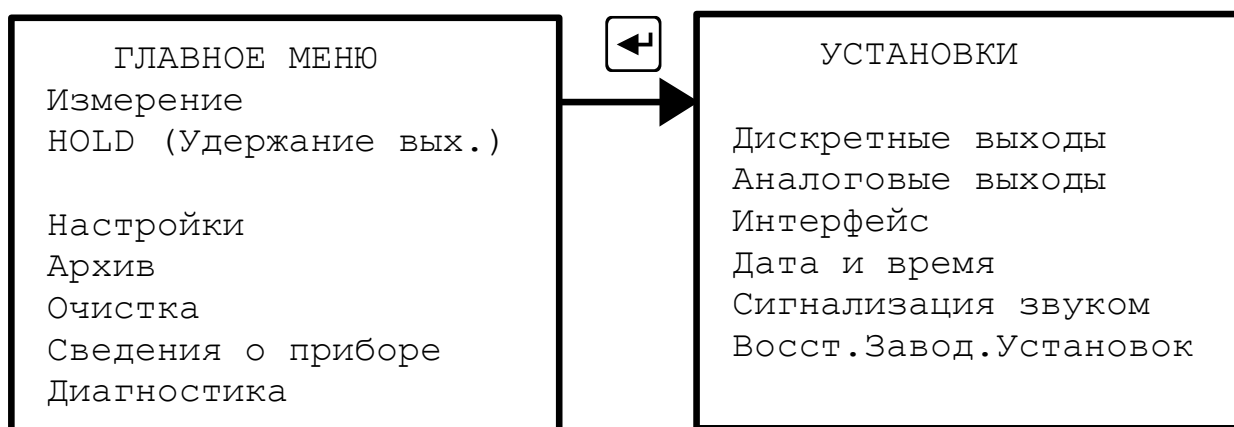 ГЛАВНОЕ МЕНЮ
Измерение
HOLD (Удержание вых.)
Настройки
Архив
Очистка
Сведения о приборе
Диагностика
УСТАНОВКИ
Дискретные выходы
Аналоговые выходы
Интерфейс
Дата и время
Сигнализация звуком
Восст.Завод.Установок